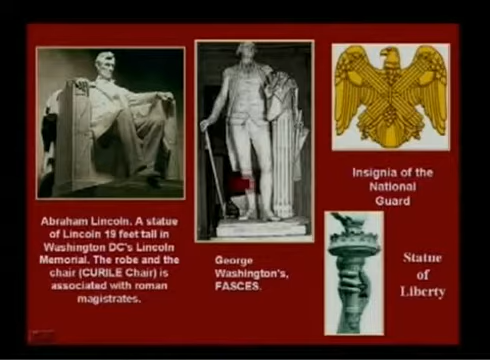 Abraham Lincoln. A statue
of Lincoln 19 feet tall in
Washington DC's Lincoln
Memorial. The robe and the
chair (CURILE Chair) is
associated with roman
magistrates.
George
Washington's,
FASCES.
Insignia of the
National
Guard
Statue
of
Liberty